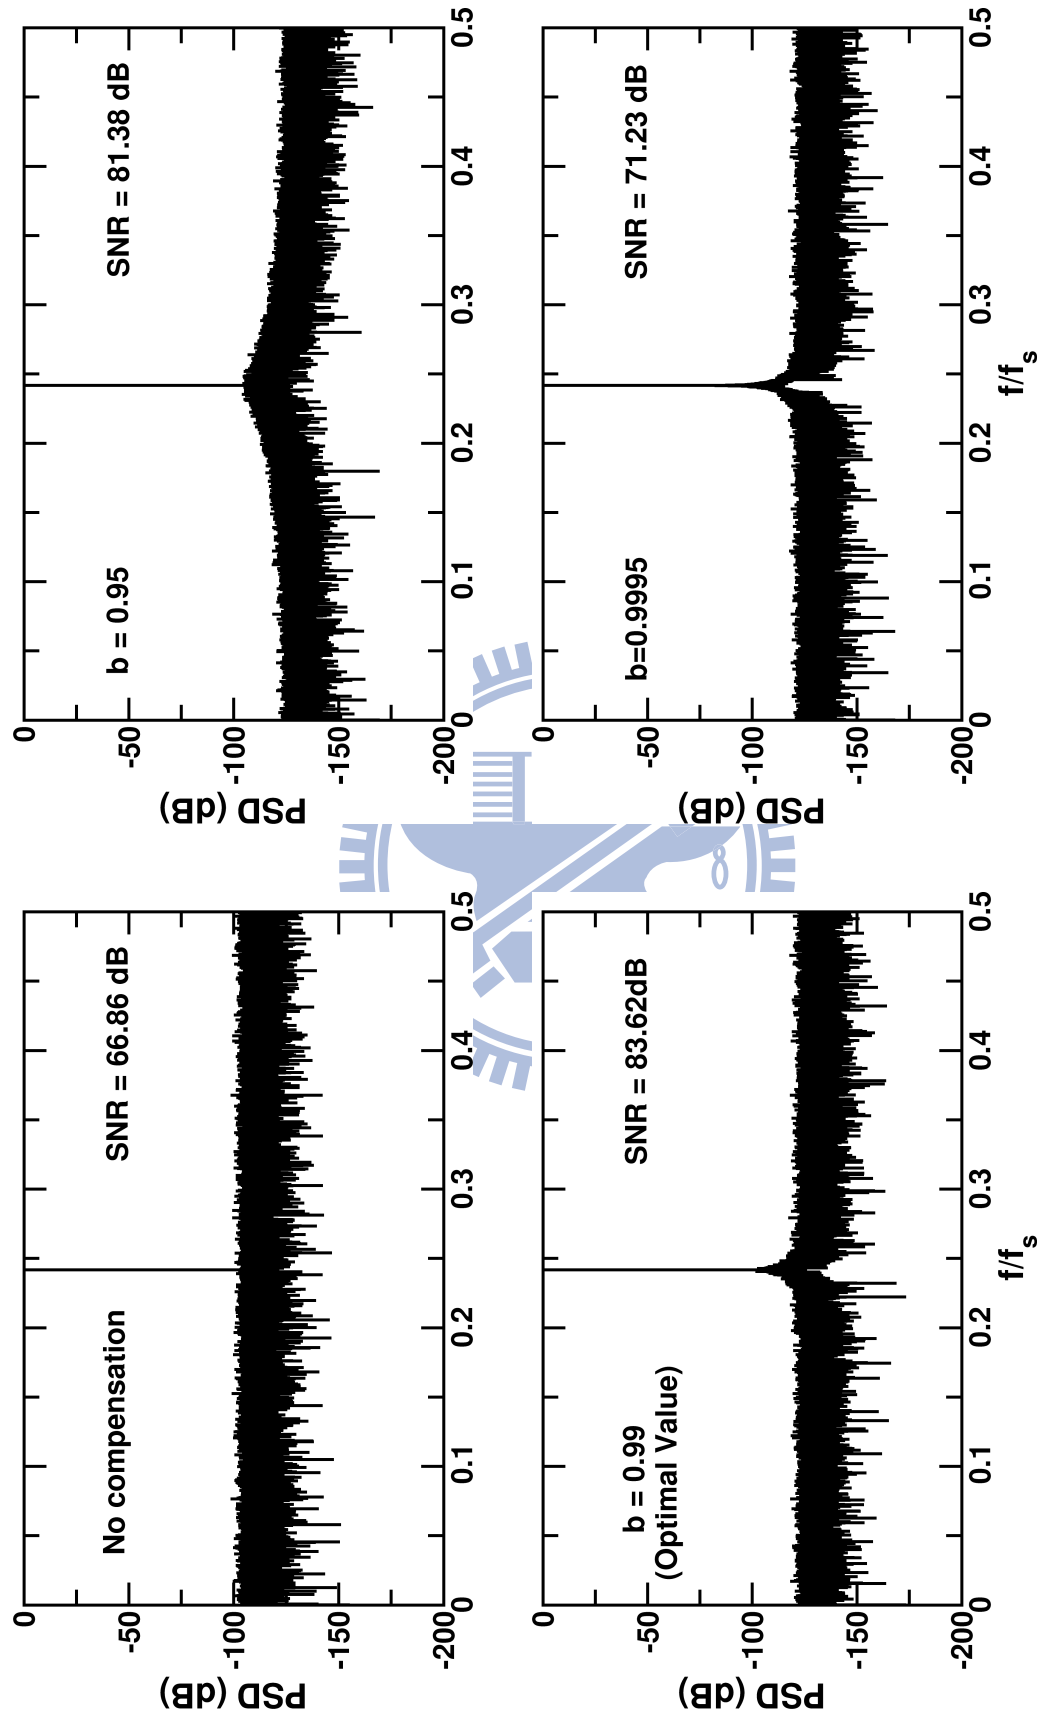 No compensation
SNR = 66.86 dB
PSD (dB)
0
-50
-100
-150
-200
0 0.1 0.2 0.3 0.4 0.5
b = 0.95
SNR = 81.38 dB
PSD (dB)
0
-50
-100
-150
-200
0 0.1 0.2 0.3 0.4 0.5
b = 0.99
(Optimal Value)
SNR = 83.62dB
PSD (dB)
0
-50
-100
-150
-200
0 0.1 0.2 0.3 0.4 0.5
f/fs
b=0.9995
SNR = 71.23 dB
PSD (dB)
0
-50
-100
-150
-200
0 0.1 0.2 0.3 0.4 0.5
f/fs